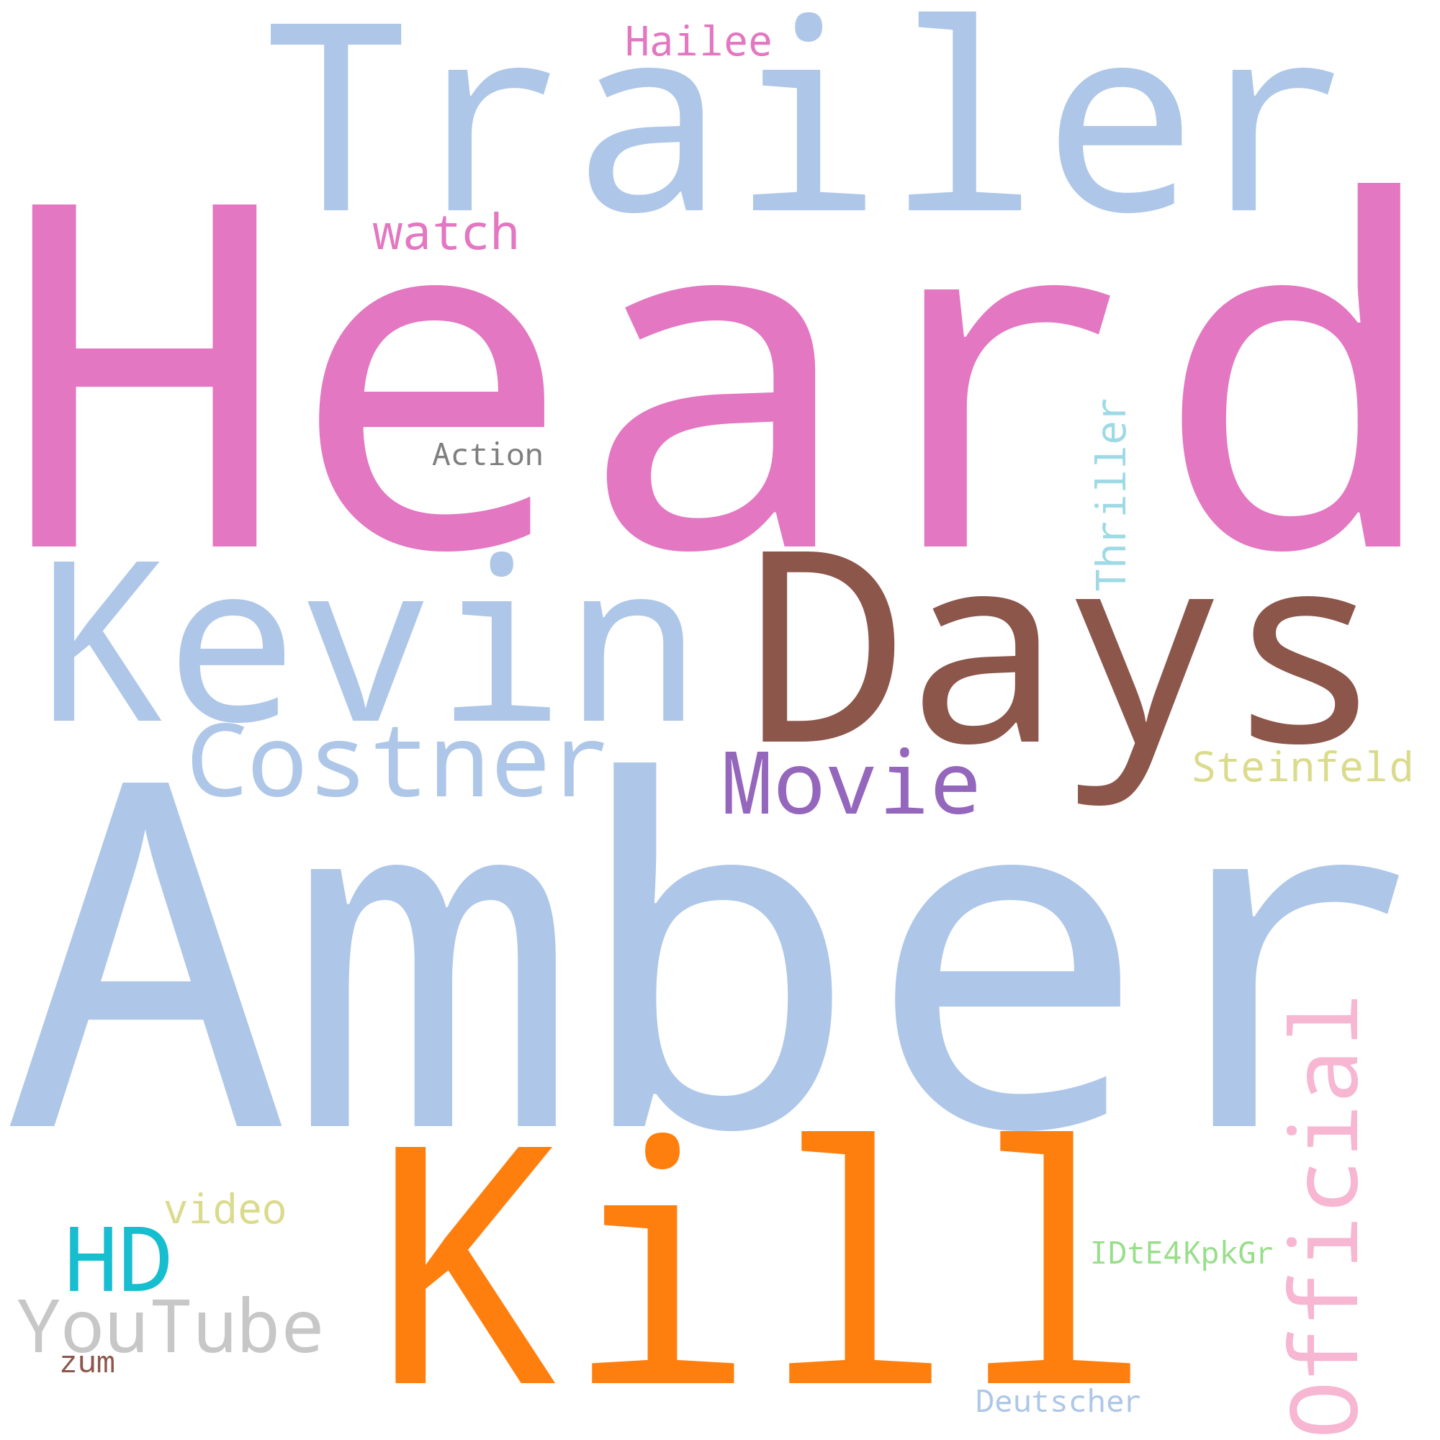 Hailee
Trailer
watch
Heard
Action
Thriller
Kevin
Days
Costner
Movie
Steinfeld
Amber
Official
Kill
video
HD
IDtE4KpkGr
YouTube
zum
Deutscher